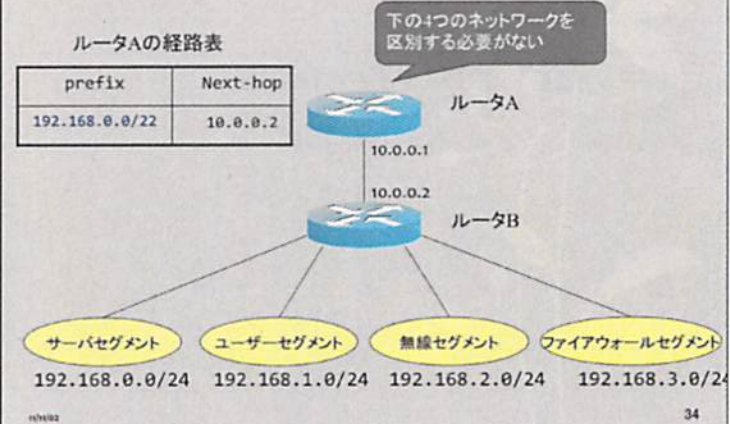 下の4つのネットワークを
区別する必要がない
ルータAの経路表
prefix
Next-hop
192.168.0.0/22
10.0.0.2
ルータA
10.0.0.1
10.0.0.2
ルータB
サーバセグメント
ユーザーセグメント
無線セグメント
ファイアウォールセグメント
192.168.0.0/24
192.168.1.0/24
192.168.2.0/24
192.168.3.0/24
34